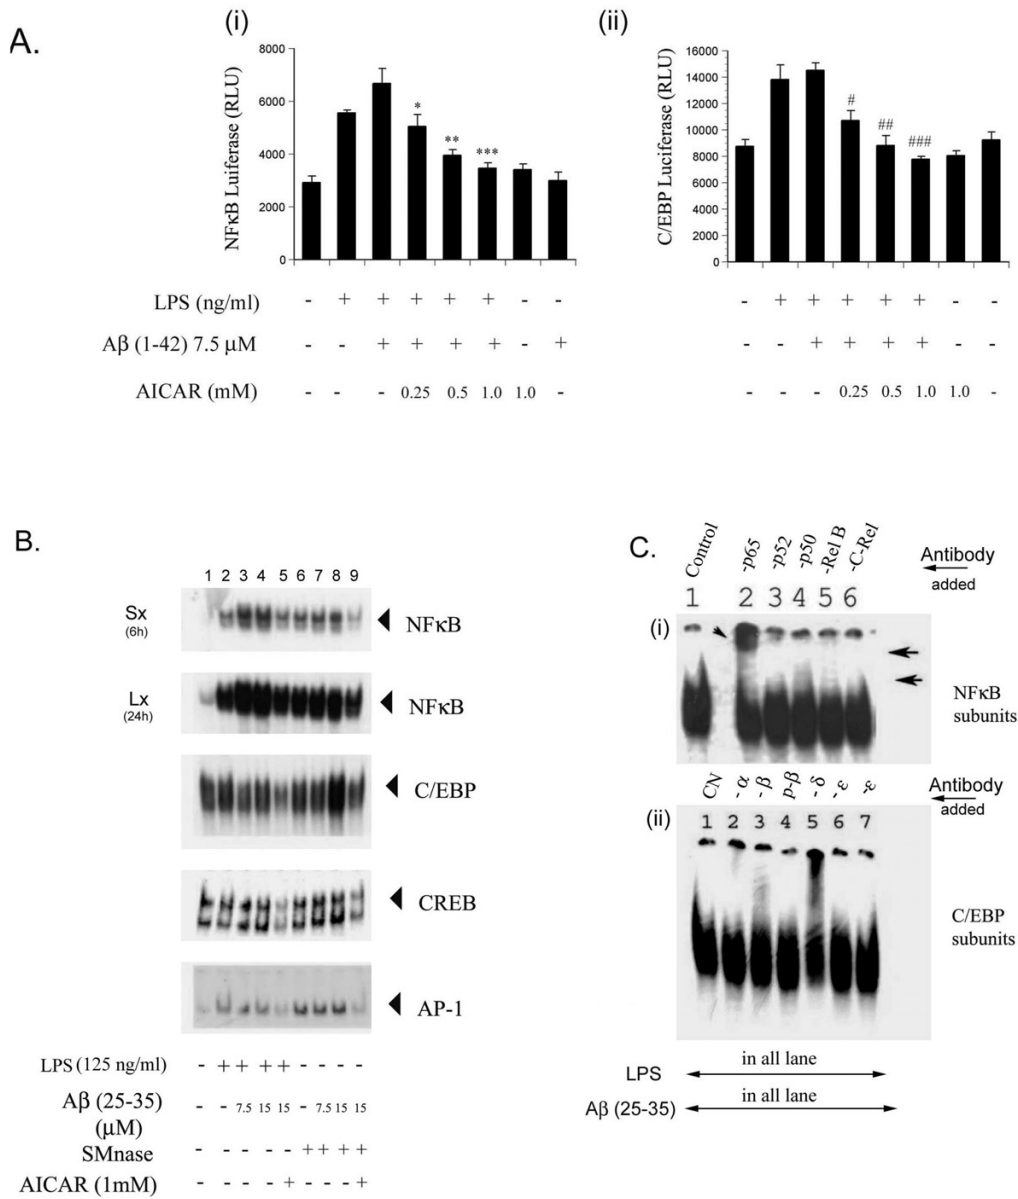 A.
(i)
8000
6000
4000
2000
0
NFκB Luiferase (RLU)
* ** ***
(ii)
16000
14000
12000
10000
8000
6000
4000
2000
0
C/EBP Luciferase (RLU)
# ## ###
LPS (ng/ml) - + + + + + - - - + + + + + - -
Aβ (1-42) 7.5 μM - - + + + + - + - - + + + + - -
AICAR (mM) - - - 0.25 0.5 1.0 1.0 - - - - 0.25 0.5 1.0 1.0 -
B.
1 2 3 4 5 6 7 8 9
Sx
(6h)
NFκB
Lx
(24h)
NFκB
C/EBP
CREB
AP-1
LPS (125 ng/ml) - + + + + - - - -
Aβ (25-35) - - 7.5 15 15 - 7.5 15 15
(μM)
SMnase - - - - - + + + +
AICAR (1mM) - - - - + - - - +
C.
Control -p65 -p52 -p50 -Rel B -C-Rel
Antibody
added
1 2 3 4 5 6
(i)
NFκB
subunits
CN -α -β p-β -δ -ε -ε
Antibody
added
(ii)
1 2 3 4 5 6 7
C/EBP
subunits
in all lane
LPS
in all lane
Aβ (25-35)